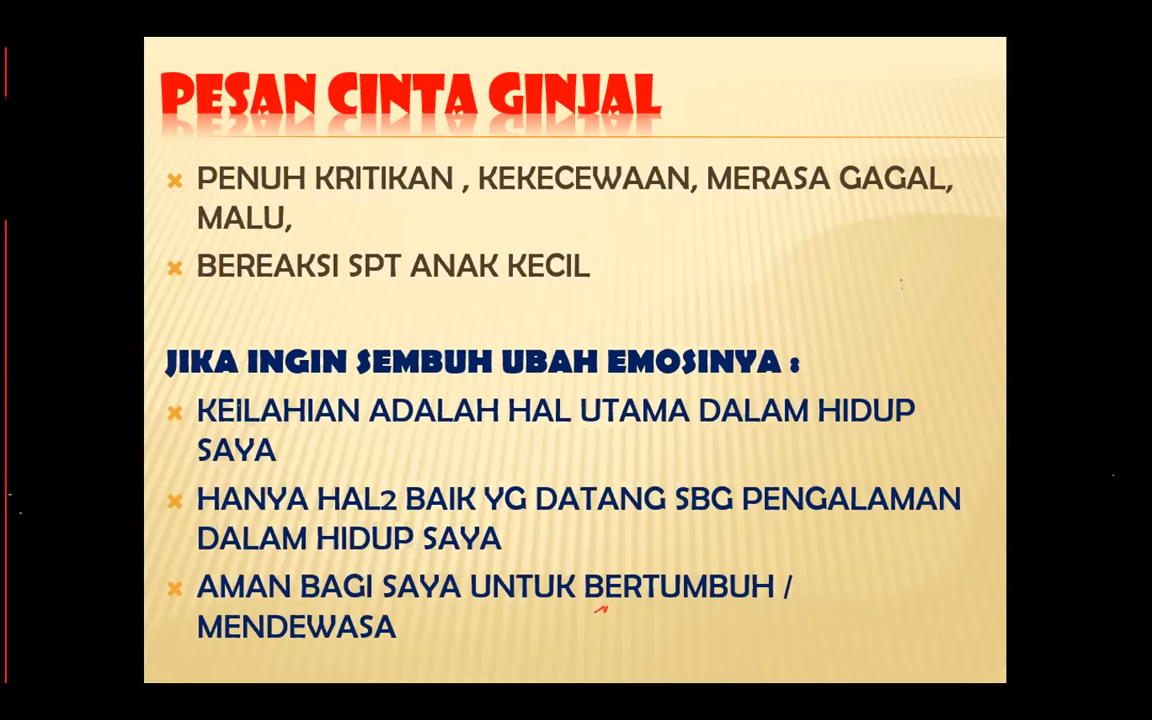 PESAN CINTA GINJAL
PENUH KRITIKAN , KEKECEWAAN, MERASA GAGAL,
MALU,
BEREAKSI SPT ANAK KECIL
JIKA INGIN SEMBUH UBAH EMOSINYA :
KEILAHIAN ADALAH HAL UTAMA DALAM HIDUP
SAYA
HANYA HAL2 BAIK YG DATANG SBG PENGALAMAN
DALAM HIDUP SAYA
AMAN BAGI SAYA UNTUK BERTUMBUH /
MENDEWASA